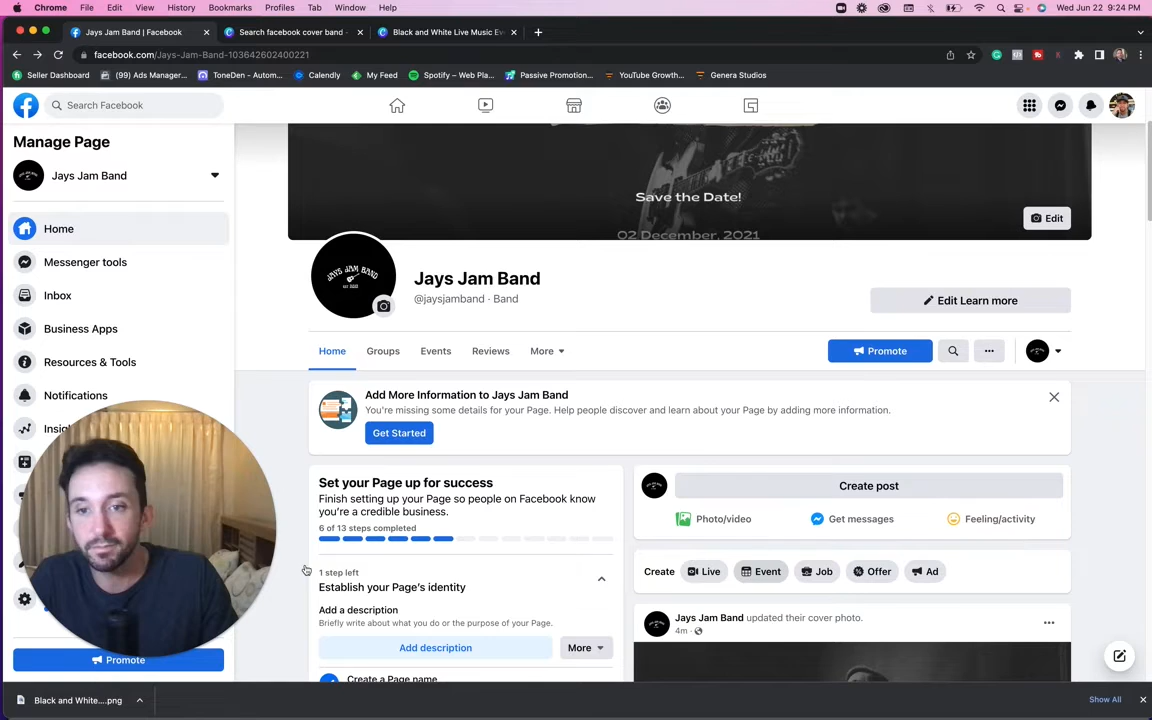 Chrome File Edit View History Bookmarks Profiles Tab Window Help Wed Jun 22 9:24 PM
Jays Jam Band | Facebook Search facebook cover band - Black and White Live Music Ev
facebook.com/Jays-Jam-Band-103642602400221
Seller Dashboard (99) Ads Manager... ToneDen - Autom... Calendly My Feed Spotify – Web Pla... Passive Promotion... YouTube Growth... Genera Studios
Search Facebook
Manage Page
Jays Jam Band
Home
Messenger tools
Inbox
Business Apps
Resources & Tools
Notifications
Insig
Promote
Save the Date!
02 December, 2021
Edit
JAYS JAM BAND
Jays Jam Band
@jaysjamband · Band
Edit Learn more
Home Groups Events Reviews More
Promote
Add More Information to Jays Jam Band
You're missing some details for your Page. Help people discover and learn about your Page by adding more information.
Get Started
Set your Page up for success
Finish setting up your Page so people on Facebook know
you're a credible business.
6 of 13 steps completed
1 step left
Establish your Page's identity
Add a description
Briefly write about what you do or the purpose of your Page.
Add description More
Create a Page name
Create post
Photo/video Get messages Feeling/activity
Create Live Event Job Offer Ad
Jays Jam Band updated their cover photo.
4m ·
Black and White....png Show All